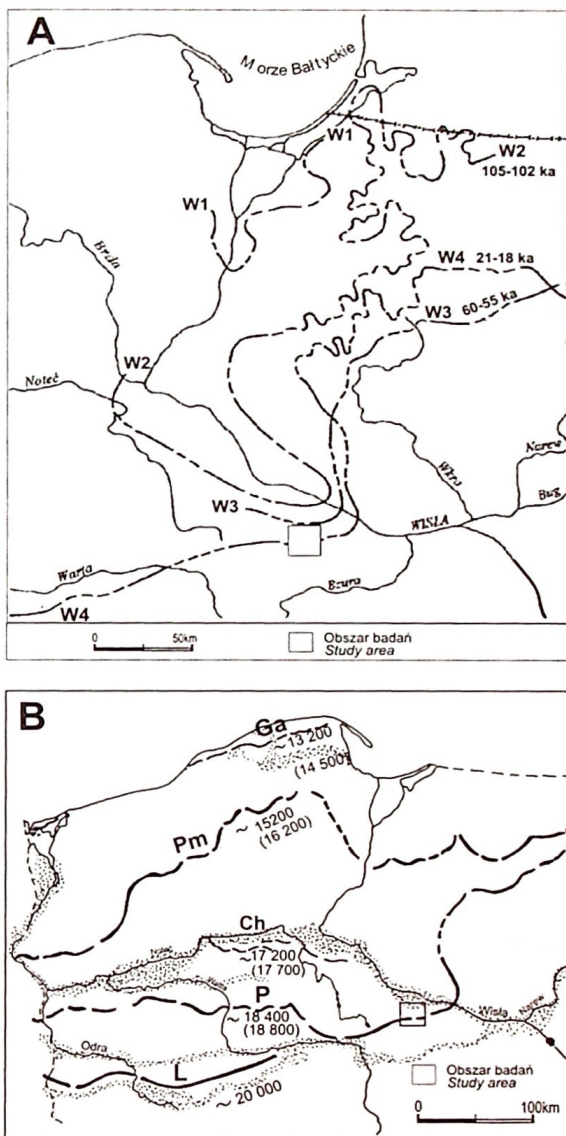 A
Morze Bałtyckie
W1
W2
105-102 ka
W1
W4 21-18 ka
Brda
W3 60-55 ka
W2
Noteć
Narew
Wkra
Bug
W3
WISŁA
Warta
Bzura
W4
0 50km
Obszar badań
Study area
B
Ga
~ 13 200
(14 500)
Pm
~ 15200
(16 200)
Ch
~17 200
(17 700)
P
~ 18 400
(18 800)
Wisła
Narew
Odra
L
~ 20 000
Obszar badań
Study area
0 100km